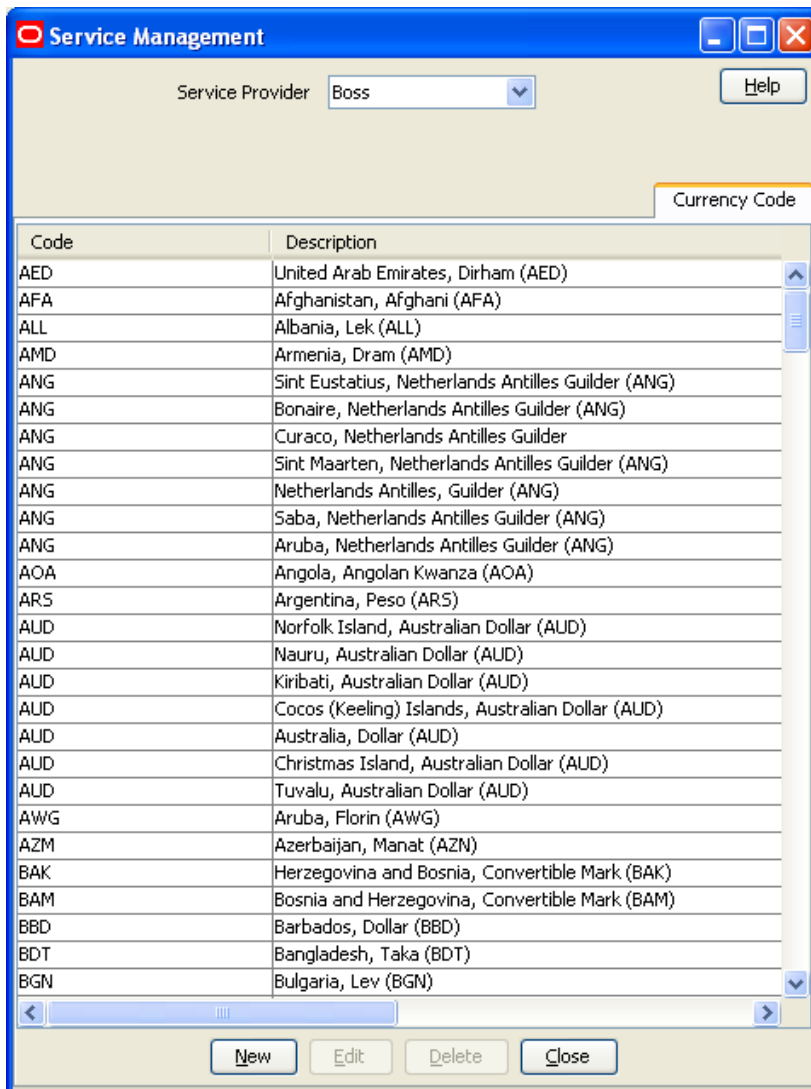 Service Management
Service Provider Boss Help
Currency Code
Code Description
AED United Arab Emirates, Dirham (AED)
AFA Afghanistan, Afghani (AFA)
ALL Albania, Lek (ALL)
AMD Armenia, Dram (AMD)
ANG Sint Eustatius, Netherlands Antilles Guilder (ANG)
ANG Bonaire, Netherlands Antilles Guilder (ANG)
ANG Curaco, Netherlands Antilles Guilder
ANG Sint Maarten, Netherlands Antilles Guilder (ANG)
ANG Netherlands Antilles, Guilder (ANG)
ANG Saba, Netherlands Antilles Guilder (ANG)
ANG Aruba, Netherlands Antilles Guilder (ANG)
AOA Angola, Angolan Kwanza (AOA)
ARS Argentina, Peso (ARS)
AUD Norfolk Island, Australian Dollar (AUD)
AUD Nauru, Australian Dollar (AUD)
AUD Kiribati, Australian Dollar (AUD)
AUD Cocos (Keeling) Islands, Australian Dollar (AUD)
AUD Australia, Dollar (AUD)
AUD Christmas Island, Australian Dollar (AUD)
AUD Tuvalu, Australian Dollar (AUD)
AWG Aruba, Florin (AWG)
AZM Azerbaijan, Manat (AZN)
BAK Herzegovina and Bosnia, Convertible Mark (BAK)
BAM Bosnia and Herzegovina, Convertible Mark (BAM)
BBD Barbados, Dollar (BBD)
BDT Bangladesh, Taka (BDT)
BGN Bulgaria, Lev (BGN)
New Edit Delete Close